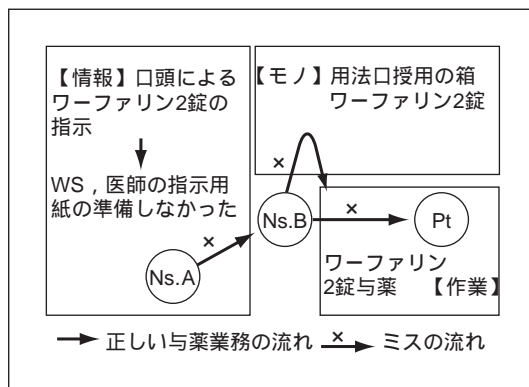 【情報】口頭による
ワーファリン2錠の
指示
WS，医師の指示用
紙の準備しなかった
×
Ns.A
【モノ】用法口授用の箱
ワーファリン2錠
×
Ns.B
×
Pt
ワーファリン
2錠与薬　【作業】
正しい与薬業務の流れ × ミスの流れ